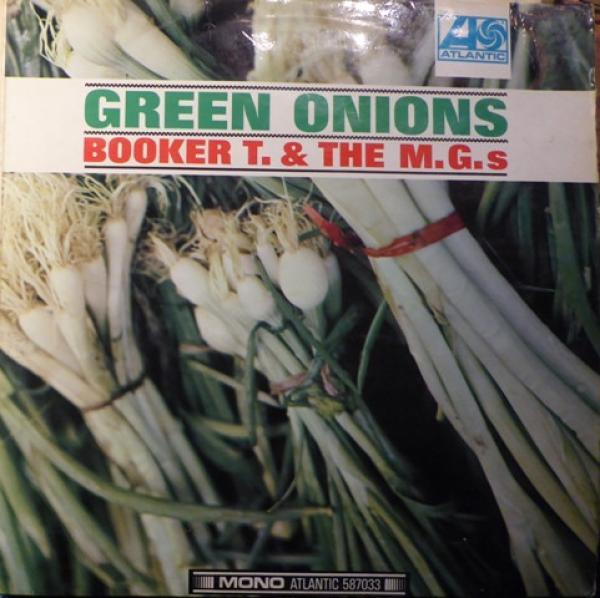 ATLANTIC
GREEN ONIONS
BOOKER T. & THE M.G.s
MONO ATLANTIC 587033